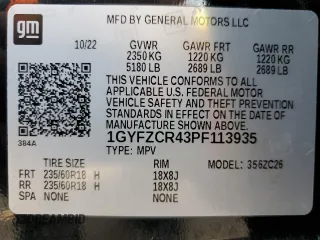 gm
MFD BY GENERAL MOTORS LLC
10/22 GVWR GAWR FRT GAWR RR
2350 KG 1220 KG 1220 KG
5180 LB 2689 LB 2689 LB
THIS VEHICLE CONFORMS TO ALL
APPLICABLE U.S. FEDERAL MOTOR
VEHICLE SAFETY AND THEFT
PREVENTION STANDARDS IN EFFECT
ON THE DATE OF MANUFACTURE
SHOWN ABOVE.
1GYFZCR43PF113935
384A TYPE: MPV
TIRE SIZE RIM MODEL: 356ZC26
FRT 235/60R18 H 18X8J
RR 235/60R18 H 18X8J
SPA NONE NONE